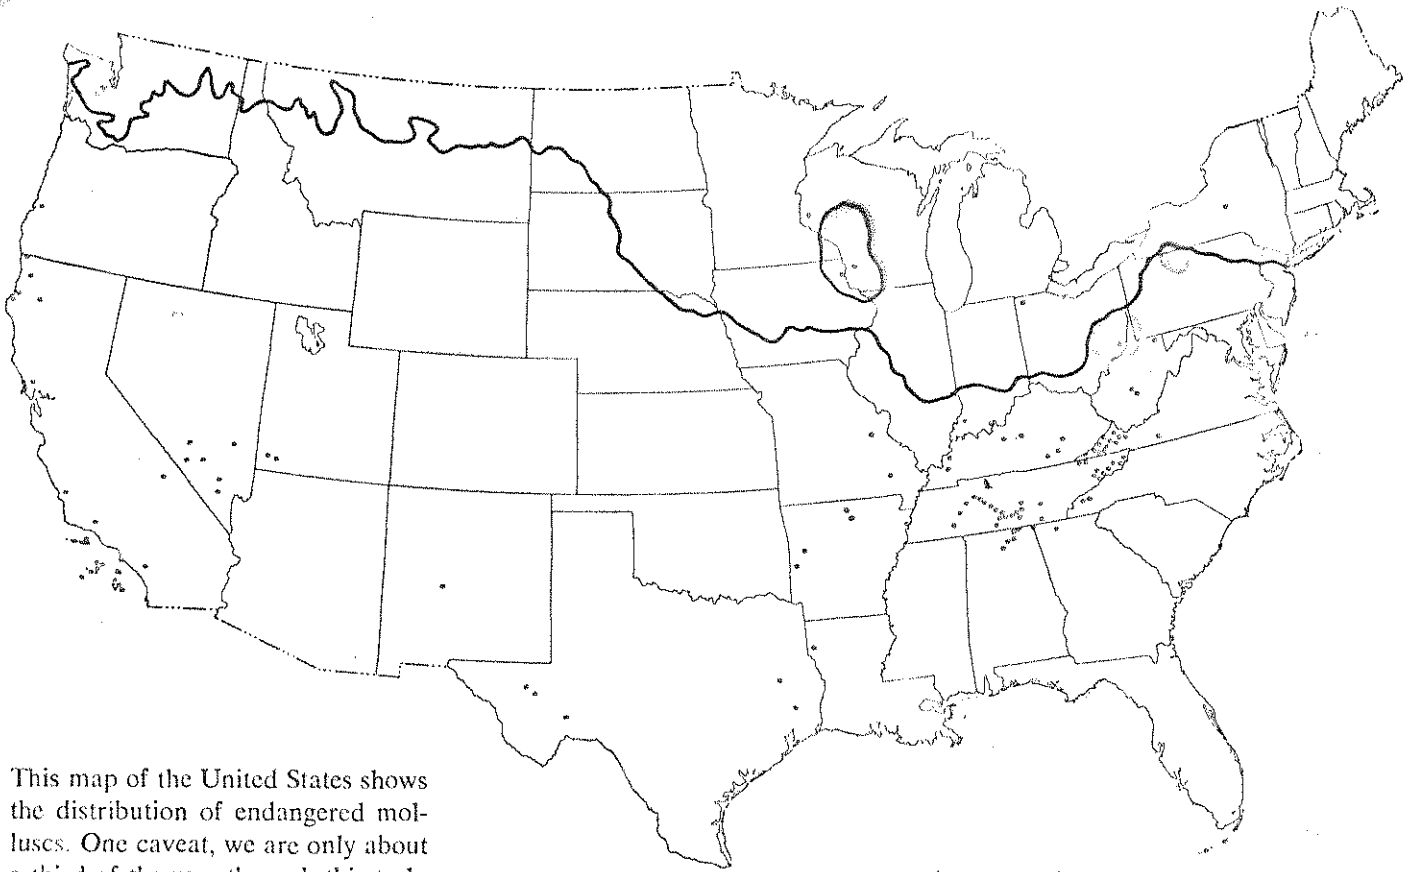 This map of the United States shows
the distribution of endangered mol-
luscs. One caveat, we are only about